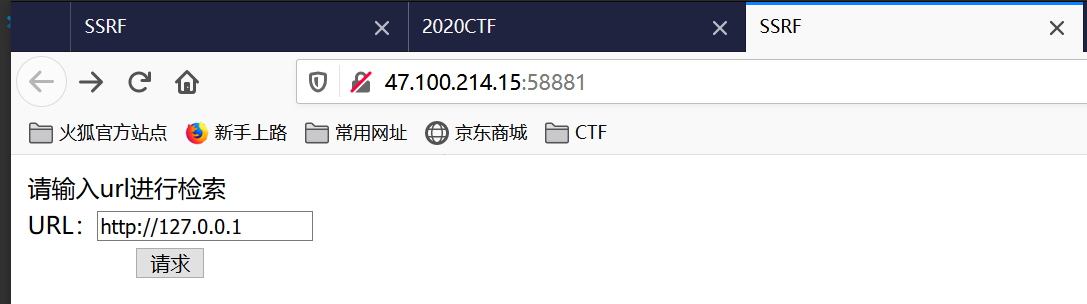 SSRF
2020CTF
SSRF
47.100.214.15:58881
火狐官方站点 新手上路 常用网址 京东商城 CTF
请输入url进行检索
URL：http://127.0.0.1
请求